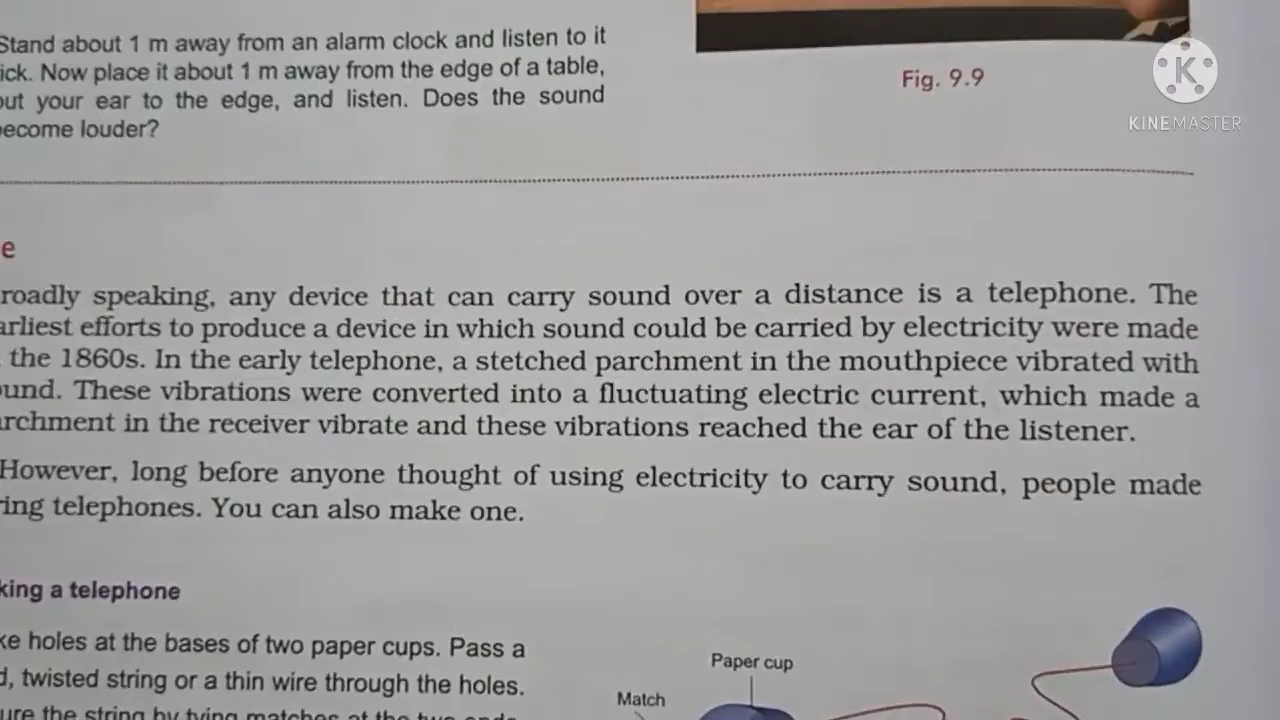 Stand about 1 m away from an alarm clock and listen to it
ick. Now place it about 1 m away from the edge of a table,
out your ear to the edge, and listen. Does the sound
ecome louder?
Fig. 9.9
KINEMASTER
e
roadly speaking, any device that can carry sound over a distance is a telephone. The
arliest efforts to produce a device in which sound could be carried by electricity were made
the 1860s. In the early telephone, a stetched parchment in the mouthpiece vibrated with
und. These vibrations were converted into a fluctuating electric current, which made a
rchment in the receiver vibrate and these vibrations reached the ear of the listener.
However, long before anyone thought of using electricity to carry sound, people made
ring telephones. You can also make one.
king a telephone
ke holes at the bases of two paper cups. Pass a
d, twisted string or a thin wire through the holes.
ure the string by tying matches at the two ends
Paper cup
Match